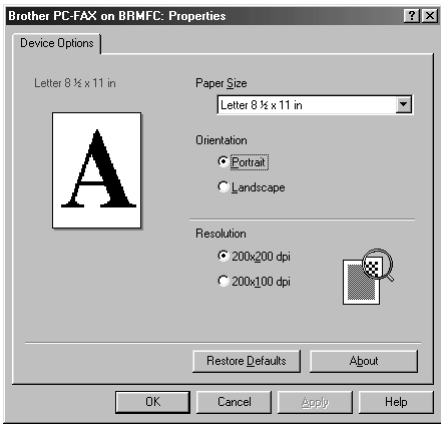 Brother PC-FAX on BRMFC: Properties
Device Options
Letter 8 ½ x 11 in
A
Paper Size
Letter 8 ½ x 11 in
Orientation
Portrait
Landscape
Resolution
200x200 dpi
200x100 dpi
Restore Defaults
About
OK
Cancel
Apply
Help